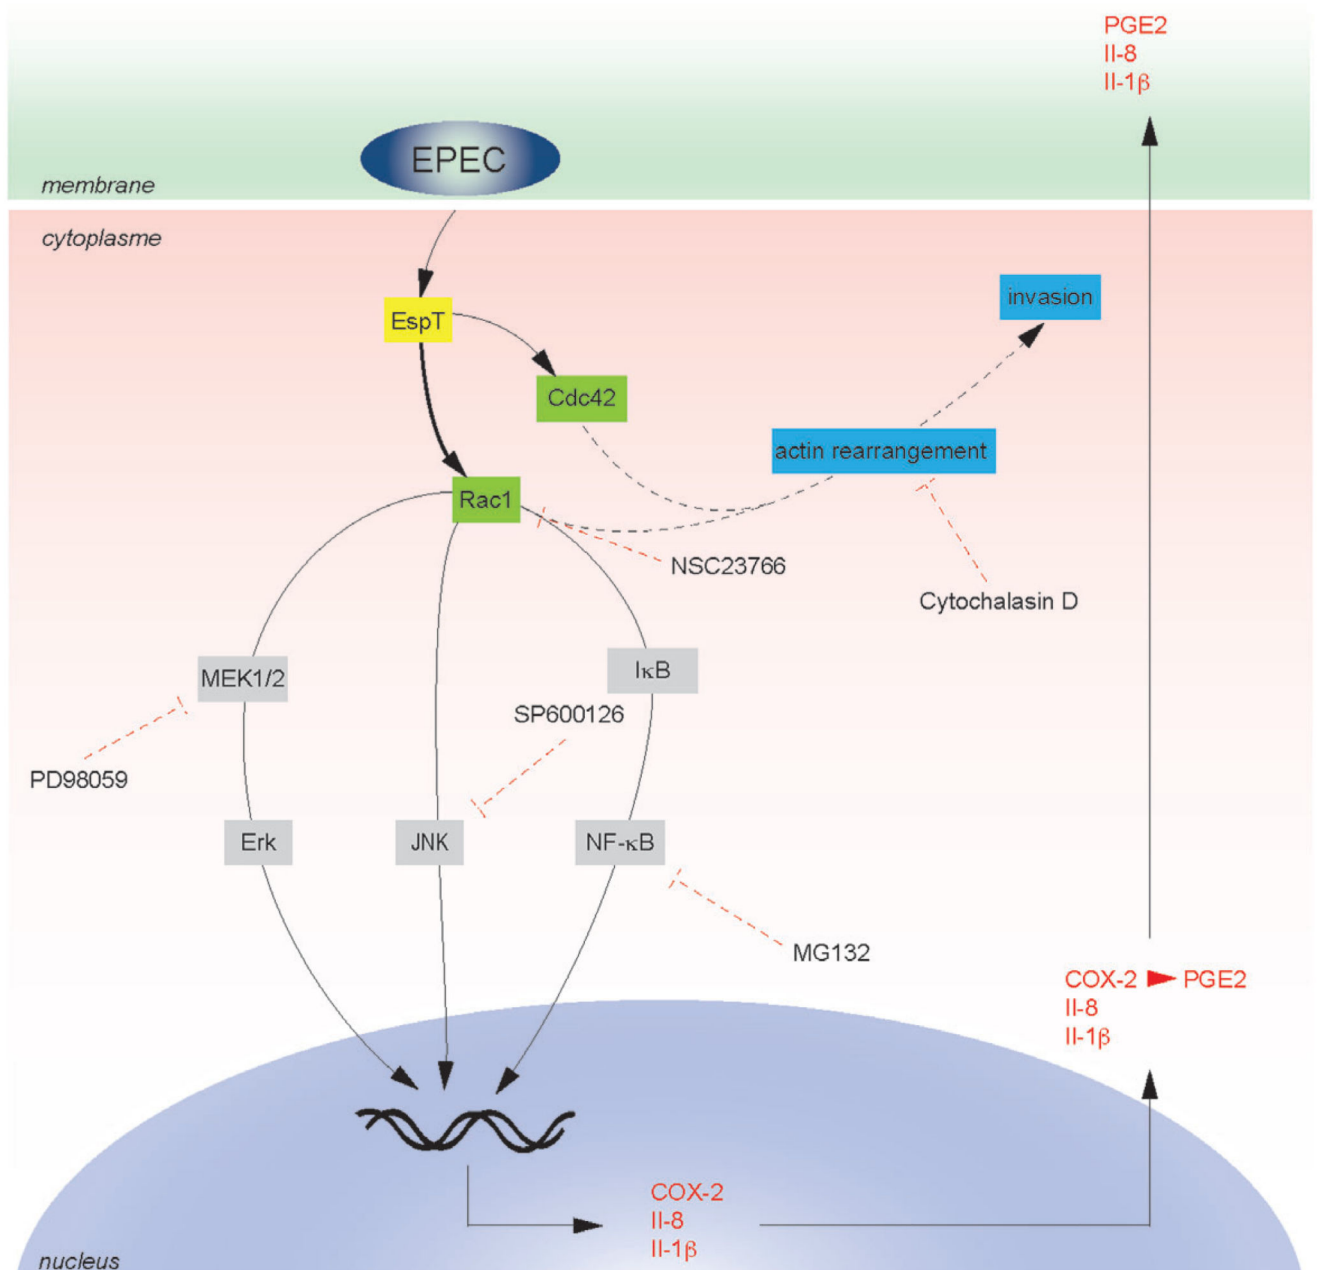 PGE2
Il-8
Il-1β
EPEC
membrane
cytoplasme
invasion
EspT
Cdc42
actin rearrangement
Rac1
NSC23766
Cytochalasin D
IκB
MEK1/2
SP600126
PD98059
Erk
JNK
NF-κB
MG132
COX-2 ► PGE2
Il-8
Il-1β
COX-2
Il-8
Il-1β
nucleus